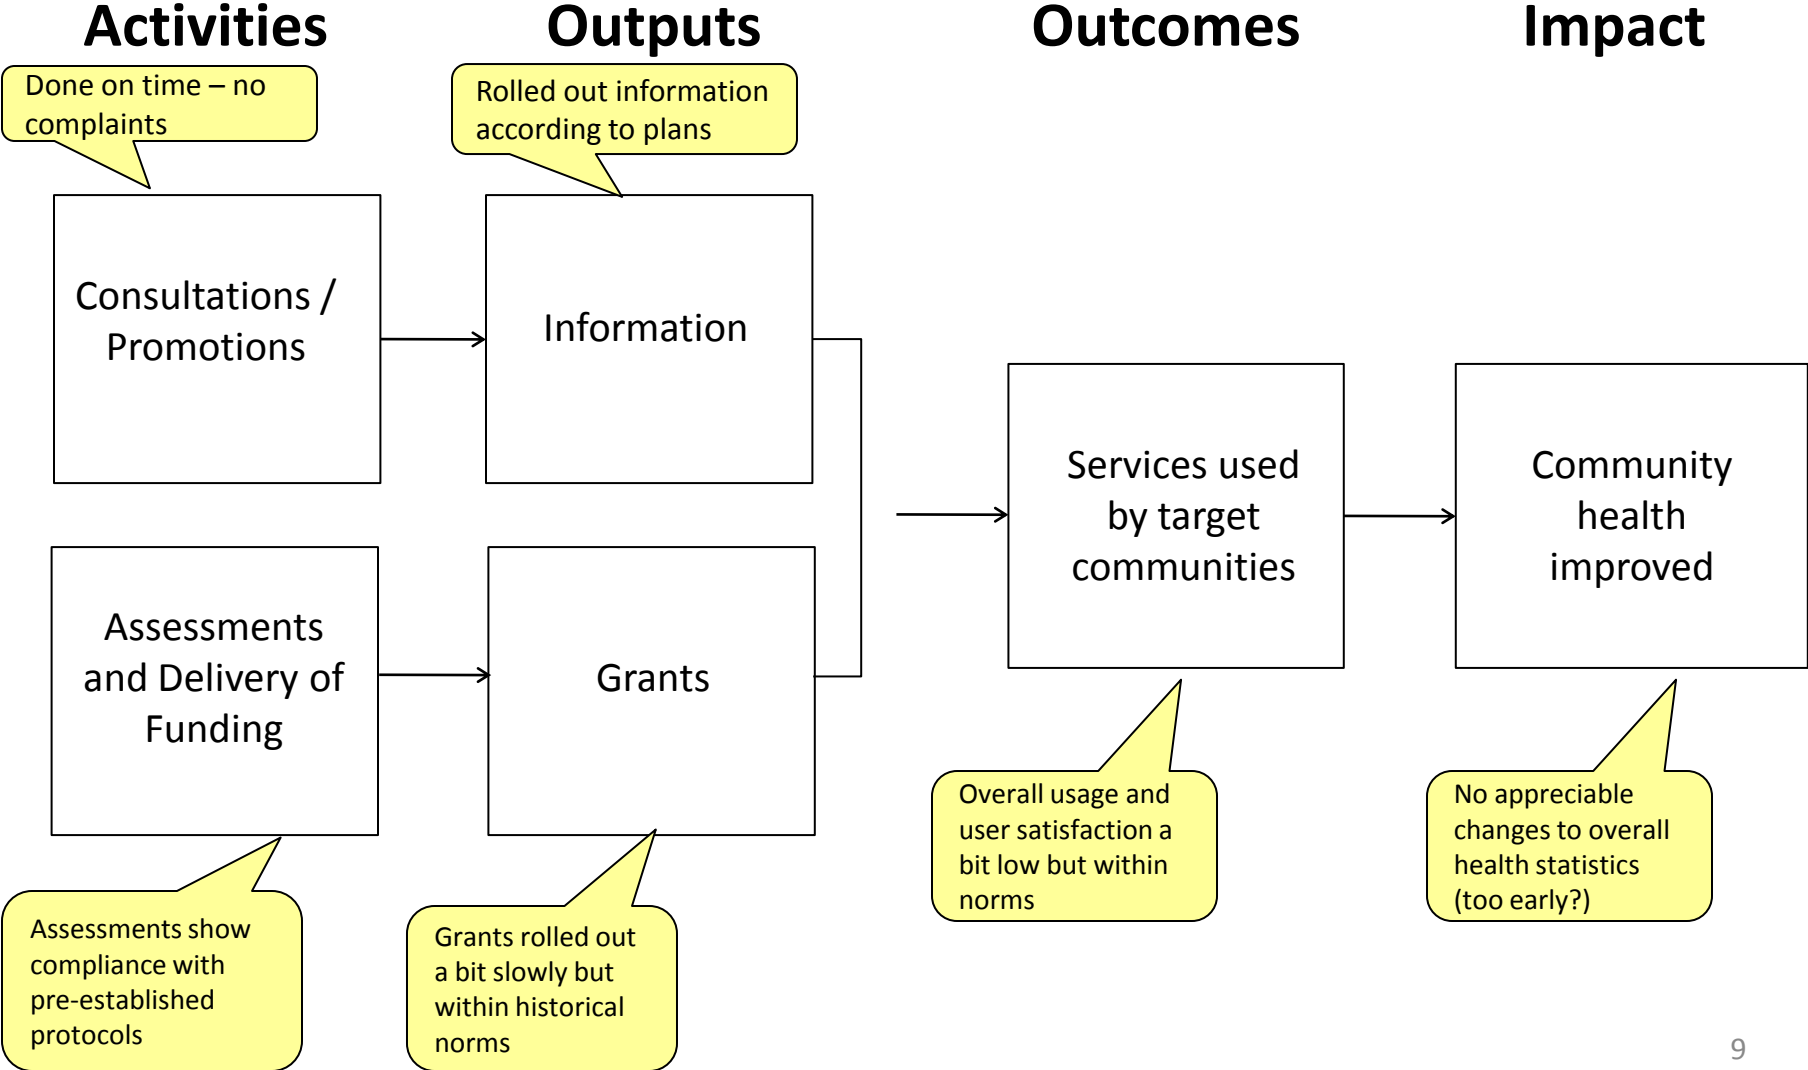 Activities
Outputs
Outcomes
Impact
Done on time – no
complaints
Rolled out information
according to plans
Consultations /
Promotions
Information
Services used
by target
communities
Community
health
improved
Assessments
and Delivery of
Funding
Grants
Overall usage and
user satisfaction a
bit low but within
norms
No appreciable
changes to overall
health statistics
(too early?)
Assessments show
compliance with
pre-established
protocols
Grants rolled out
a bit slowly but
within historical
norms
9